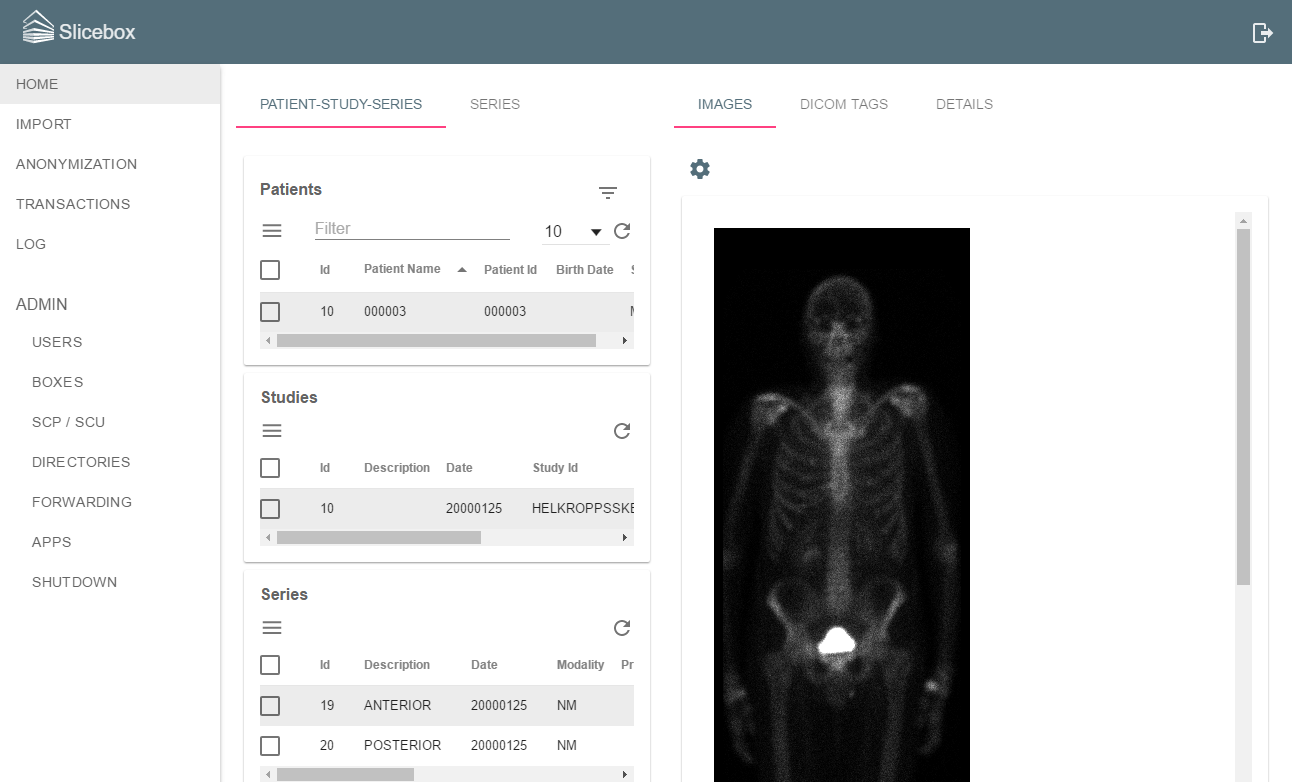 Slicebox
HOME
IMPORT
ANONYMIZATION
TRANSACTIONS
LOG
ADMIN
USERS
BOXES
SCP / SCU
DIRECTORIES
FORWARDING
APPS
SHUTDOWN
PATIENT-STUDY-SERIES SERIES
Patients
Filter 10
Id Patient Name Patient Id Birth Date
10 000003 000003
Studies
Id Description Date Study Id
10 20000125 HELKROPPSSKE
Series
Id Description Date Modality Pr
19 ANTERIOR 20000125 NM
20 POSTERIOR 20000125 NM
IMAGES DICOM TAGS DETAILS